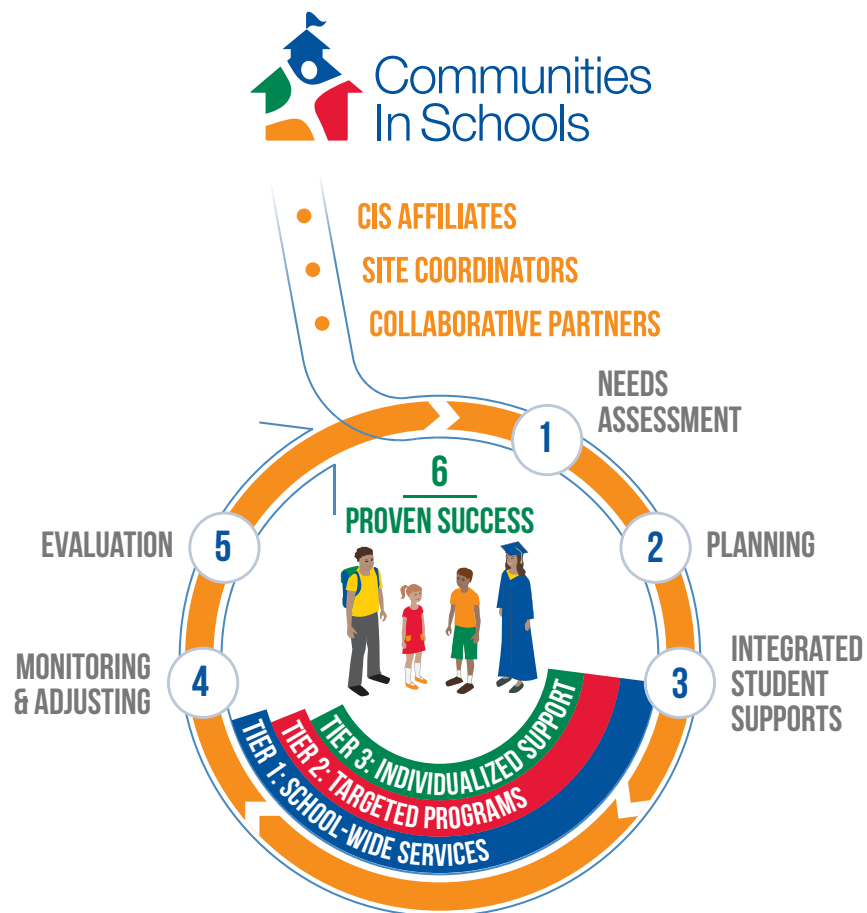 Communities
In Schools
• CIS AFFILIATES
• SITE COORDINATORS
• COLLABORATIVE PARTNERS
1
NEEDS
ASSESSMENT
2
PLANNING
3
INTEGRATED
STUDENT
SUPPORTS
TIER 3: INDIVIDUALIZED SUPPORT
TIER 2: TARGETED PROGRAMS
TIER 1: SCHOOL-WIDE SERVICES
4
MONITORING
& ADJUSTING
5
EVALUATION
6
PROVEN SUCCESS